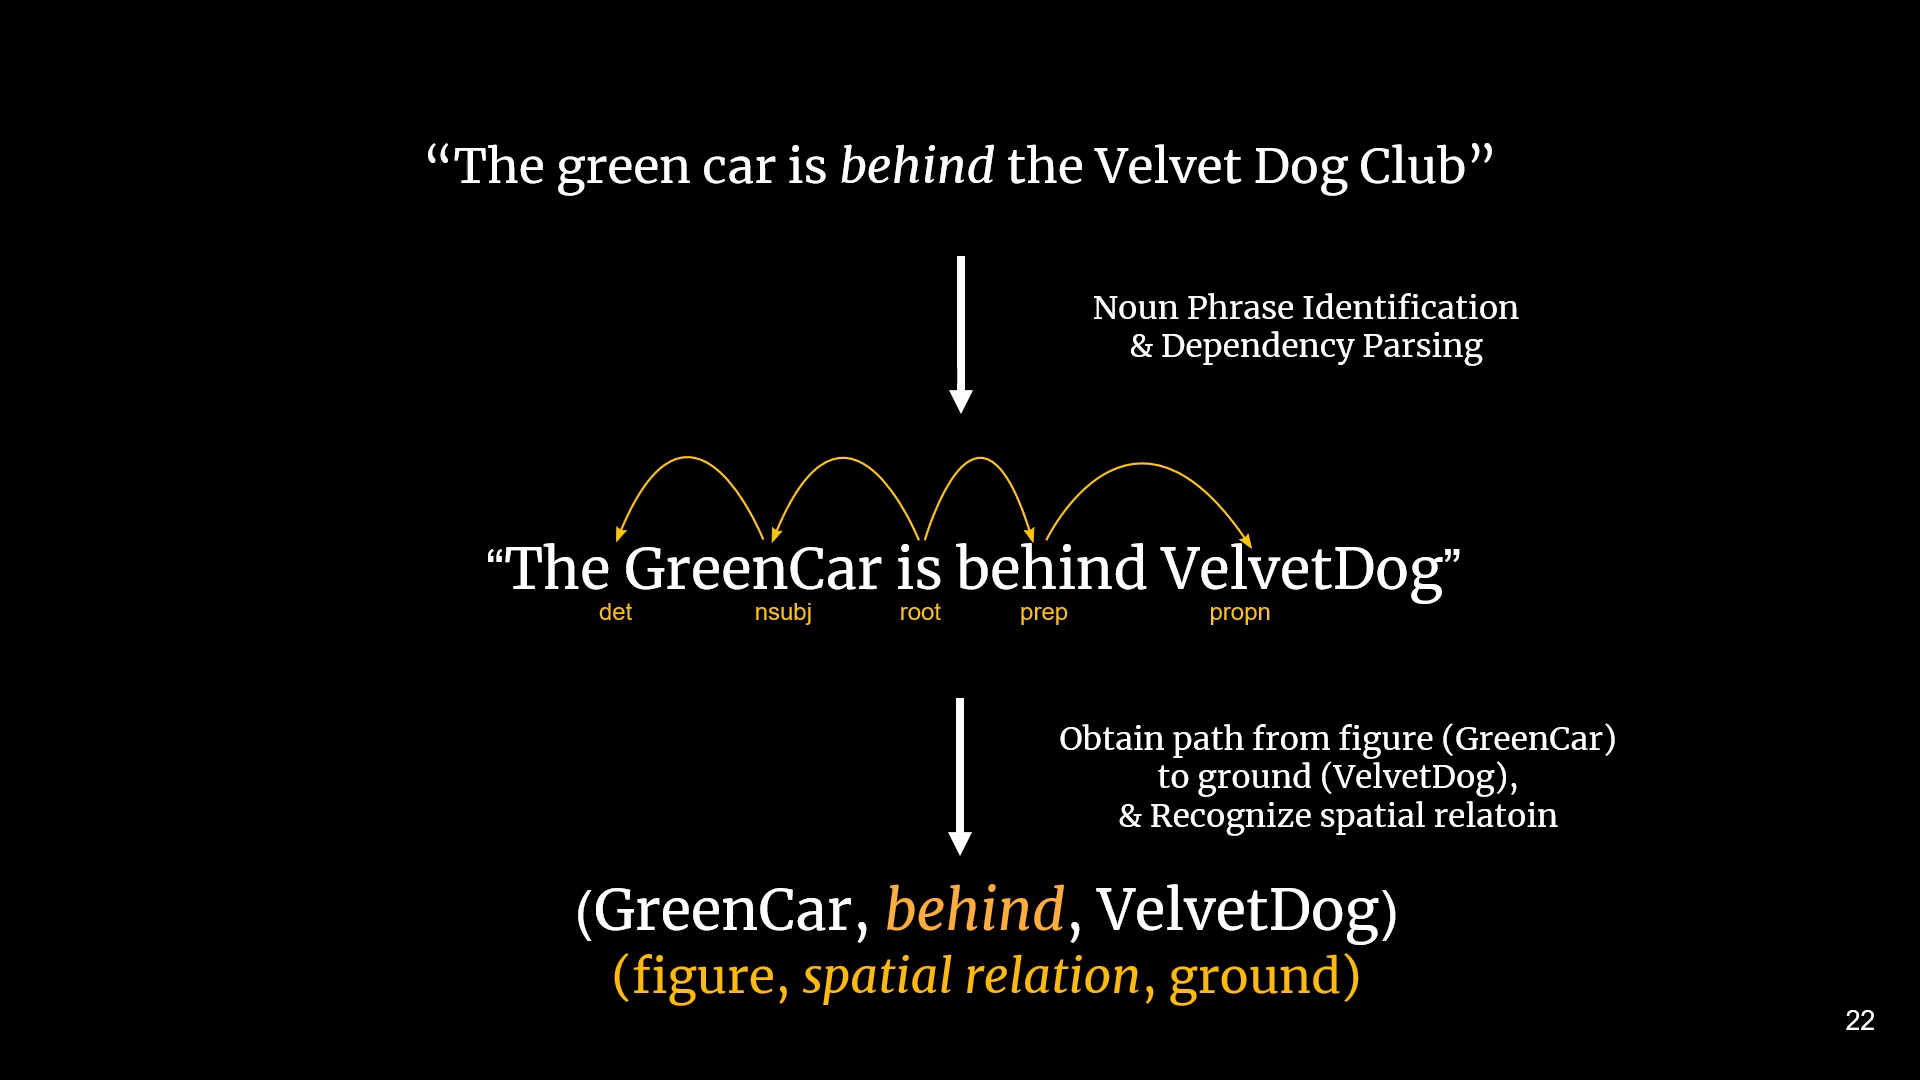 “The green car is behind the Velvet Dog Club”
Noun Phrase Identification
& Dependency Parsing
“The GreenCar is behind VelvetDog”
det nsubj root prep propn
Obtain path from figure (GreenCar)
to ground (VelvetDog),
& Recognize spatial relatoin
(GreenCar, behind, VelvetDog)
(figure, spatial relation, ground)
22